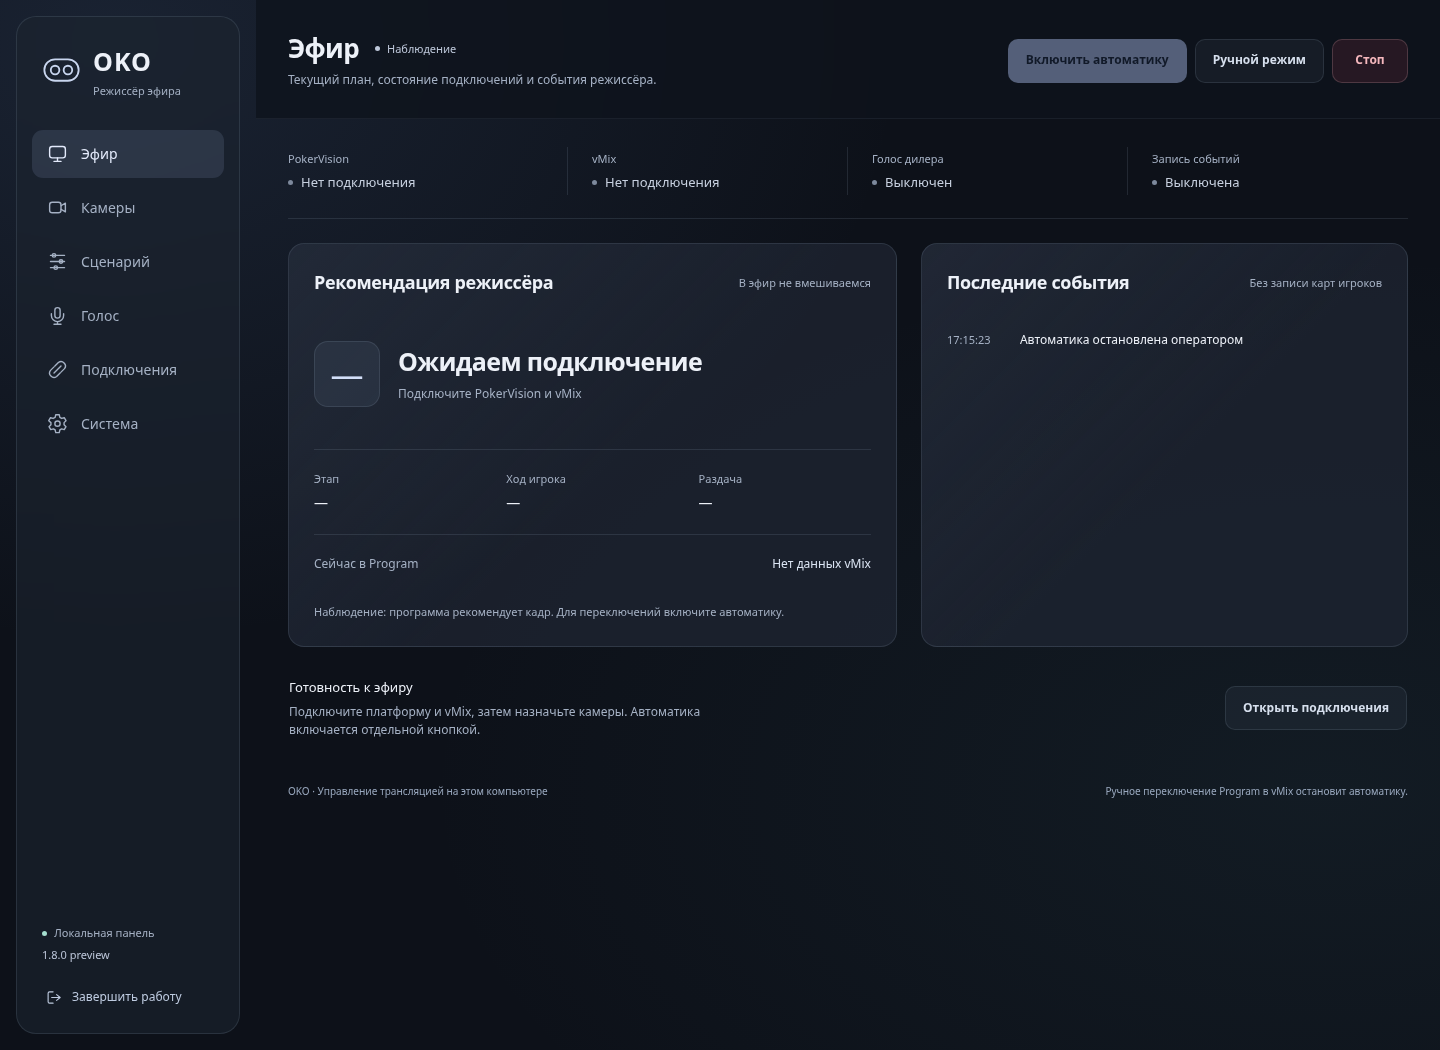 OKO
Режиссёр эфира
Эфир
Камеры
Сценарий
Голос
Подключения
Система
Локальная панель
1.8.0 preview
Завершить работу
Эфир
Наблюдение
Текущий план, состояние подключений и события режиссёра.
Включить автоматику
Ручной режим
Стоп
PokerVision
Нет подключения
vMix
Нет подключения
Голос дилера
Выключен
Запись событий
Выключена
Рекомендация режиссёра
В эфир не вмешиваемся
—
Ожидаем подключение
Подключите PokerVision и vMix
Этап
—
Ход игрока
—
Раздача
—
Сейчас в Program
Нет данных vMix
Наблюдение: программа рекомендует кадр. Для переключений включите автоматику.
Последние события
Без записи карт игроков
17:15:23 Автоматика остановлена оператором
Готовность к эфиру
Подключите платформу и vMix, затем назначьте камеры. Автоматика
включается отдельной кнопкой.
Открыть подключения
OKO · Управление трансляцией на этом компьютере
Ручное переключение Program в vMix остановит автоматику.